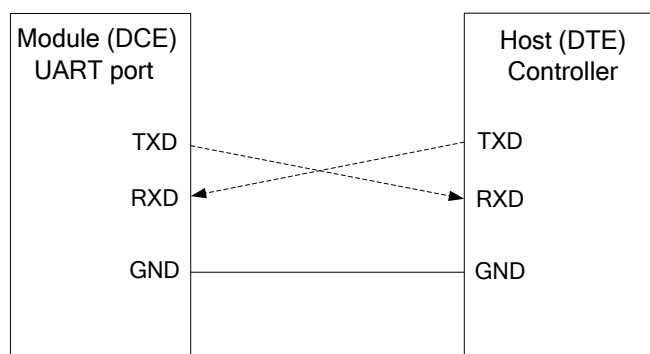 Module (DCE)
UART port
TXD
RXD
GND
Host (DTE)
Controller
TXD
RXD
GND